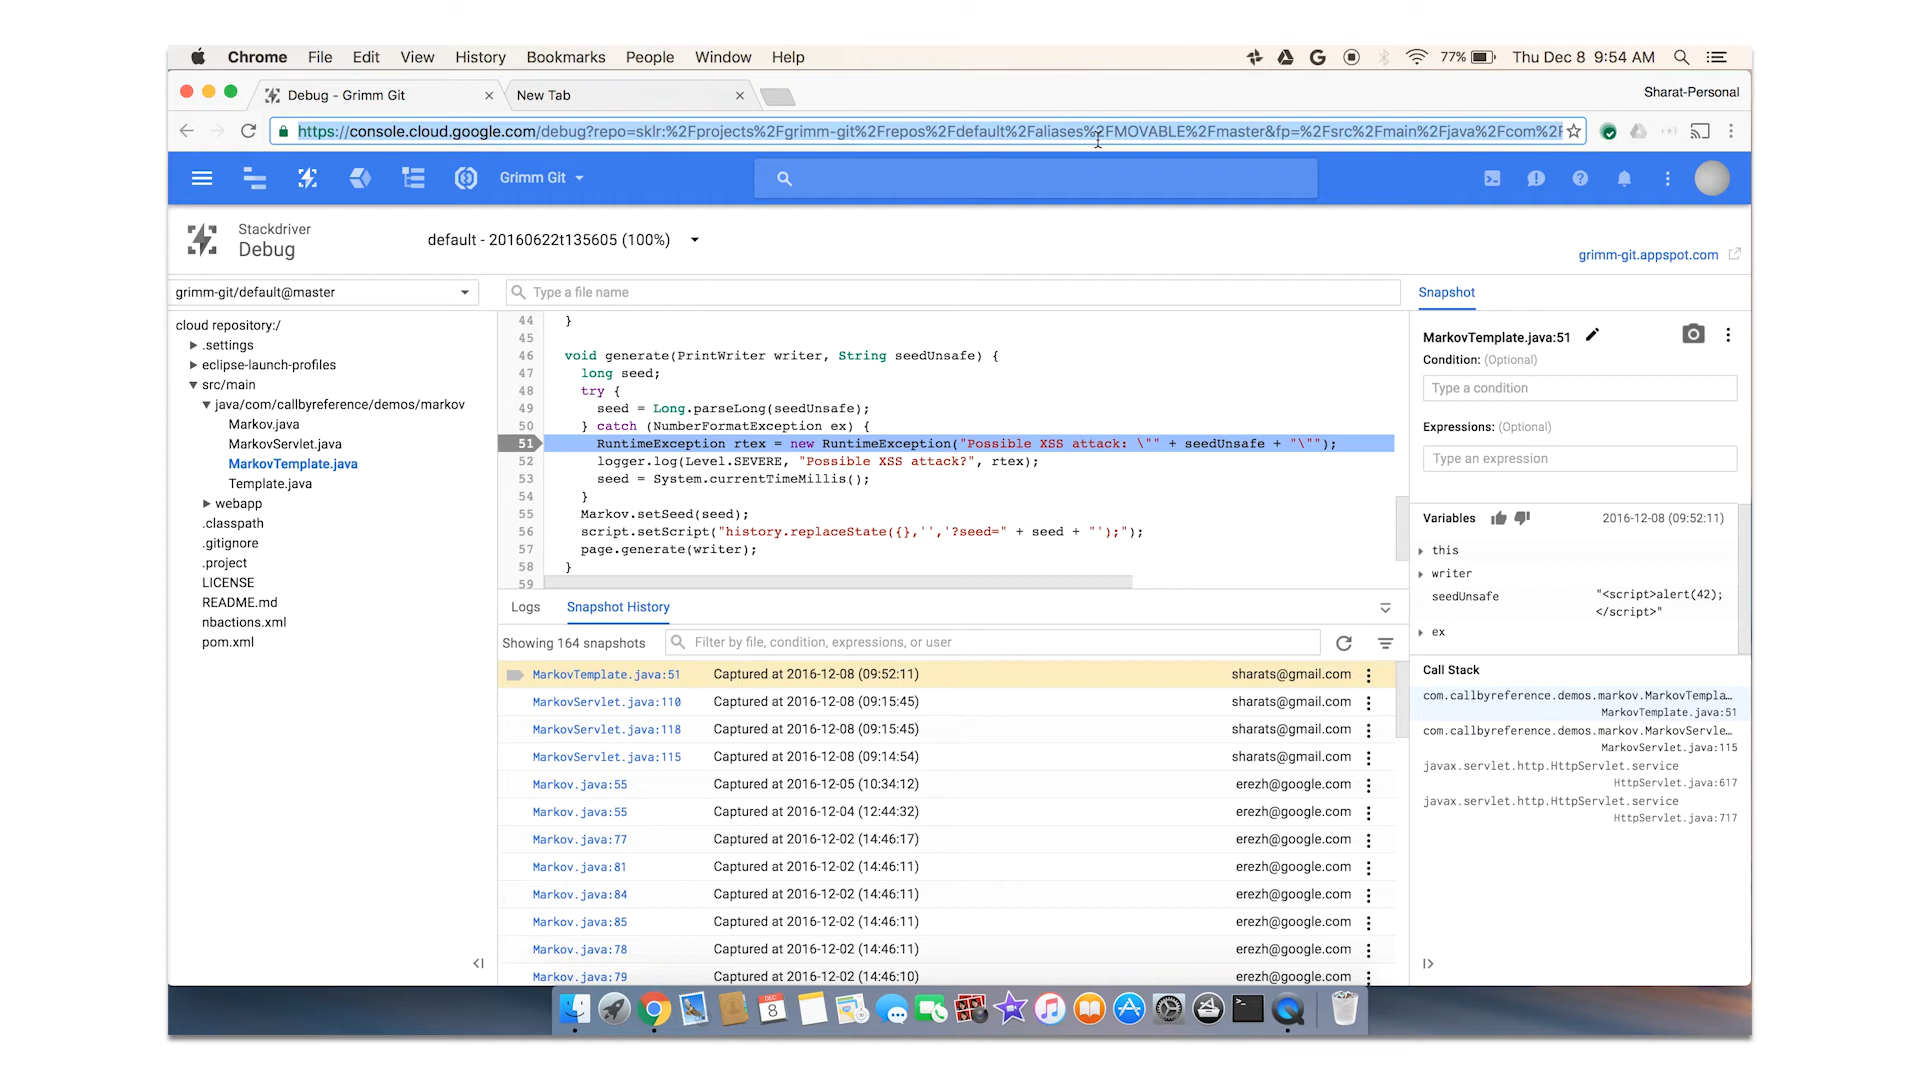 Chrome File Edit View History Bookmarks People Window Help 77% Thu Dec 8 9:54 AM
Debug - Grimm Git New Tab Sharat-Personal
https://console.cloud.google.com/debug?repo=sklr:%2Fprojects%2Fgrimm-git%2Frepos%2Fdefault%2Faliases%2FMOVABLE%2Fmaster&fp=%2Fsrc%2Fmain%2Fjava%2Fcom%2F
Grimm Git
Stackdriver
Debug
default - 20160622t135605 (100%)
grimm-git.appspot.com
grimm-git/default@master
Type a file name
cloud repository:/
.settings
eclipse-launch-profiles
src/main
java/com/callbyreference/demos/markov
Markov.java
MarkovServlet.java
MarkovTemplate.java
Template.java
webapp
.classpath
.gitignore
.project
LICENSE
README.md
nbactions.xml
pom.xml
44 }
45
46 void generate(PrintWriter writer, String seedUnsafe) {
47 long seed;
48 try {
49 seed = Long.parseLong(seedUnsafe);
50 } catch (NumberFormatException ex) {
51 RuntimeException rtex = new RuntimeException("Possible XSS attack: \"" + seedUnsafe + "\"");
52 logger.log(Level.SEVERE, "Possible XSS attack?", rtex);
53 seed = System.currentTimeMillis();
54 }
55 Markov.setSeed(seed);
56 script.setScript("history.replaceState({},'','?seed=" + seed + "');");
57 page.generate(writer);
58 }
59
Logs Snapshot History
Showing 164 snapshots Filter by file, condition, expressions, or user
MarkovTemplate.java:51 Captured at 2016-12-08 (09:52:11) sharats@gmail.com
MarkovServlet.java:110 Captured at 2016-12-08 (09:15:45) sharats@gmail.com
MarkovServlet.java:118 Captured at 2016-12-08 (09:15:45) sharats@gmail.com
MarkovServlet.java:115 Captured at 2016-12-08 (09:14:54) sharats@gmail.com
Markov.java:55 Captured at 2016-12-05 (10:34:12) erezh@google.com
Markov.java:55 Captured at 2016-12-04 (12:44:32) erezh@google.com
Markov.java:77 Captured at 2016-12-02 (14:46:17) erezh@google.com
Markov.java:81 Captured at 2016-12-02 (14:46:11) erezh@google.com
Markov.java:84 Captured at 2016-12-02 (14:46:11) erezh@google.com
Markov.java:85 Captured at 2016-12-02 (14:46:11) erezh@google.com
Markov.java:78 Captured at 2016-12-02 (14:46:11) erezh@google.com
Markov.java:79 Captured at 2016-12-02 (14:46:10) erezh@google.com
Snapshot
MarkovTemplate.java:51
Condition: (Optional)
Type a condition
Expressions: (Optional)
Type an expression
Variables 2016-12-08 (09:52:11)
this
writer
seedUnsafe "<script>alert(42);
</script>"
ex
Call Stack
com.callbyreference.demos.markov.MarkovTempla...
MarkovTemplate.java:51
com.callbyreference.demos.markov.MarkovServle...
MarkovServlet.java:115
javax.servlet.http.HttpServlet.service
HttpServlet.java:617
javax.servlet.http.HttpServlet.service
HttpServlet.java:717
DEC
8